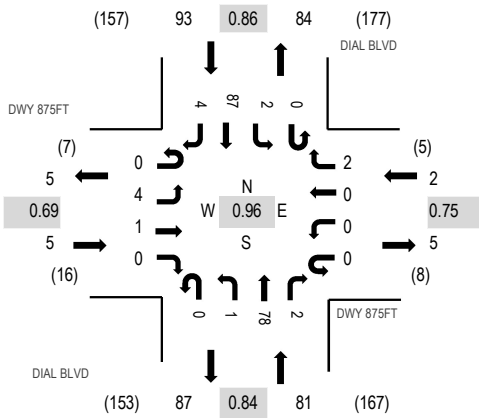 (157) 93 0.86 84 (177)
DIAL BLVD
4 87 2 0
DWY 875FT
(7) 0 2 (5)
5 4 N 0 2
0.69 W 0.96 E 0.75
1 0
5 0 S 0 5
(16) (8)
0 1 78 2
DWY 875FT
DIAL BLVD
(153) 87 0.84 81 (167)